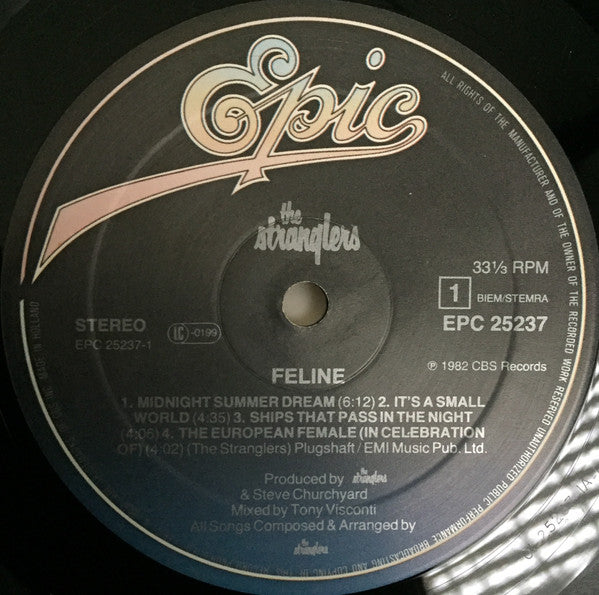 Epic
the
stranglers
33⅓ RPM
1
BIEM/STEMRA
STEREO
LC-0199
EPC 25237
EPC 25237-1
FELINE
℗ 1982 CBS Records
1. MIDNIGHT SUMMER DREAM (6:12) 2. IT'S A SMALL
WORLD (4:35) 3. SHIPS THAT PASS IN THE NIGHT
(4:06) 4. THE EUROPEAN FEMALE (IN CELEBRATION
OF) (4:02) (The Stranglers) Plugshaft / EMI Music Pub. Ltd.
Produced by the stranglers
& Steve Churchyard
Mixed by Tony Visconti
All Songs Composed & Arranged by
the
stranglers
ALL RIGHTS OF THE MANUFACTURER AND OF THE OWNER OF THE RECORDED WORK RESERVED UNAUTHORIZED PUBLIC PERFORMANCE BROADCASTING AND COPYING OF THIS
MADE IN HOLLAND